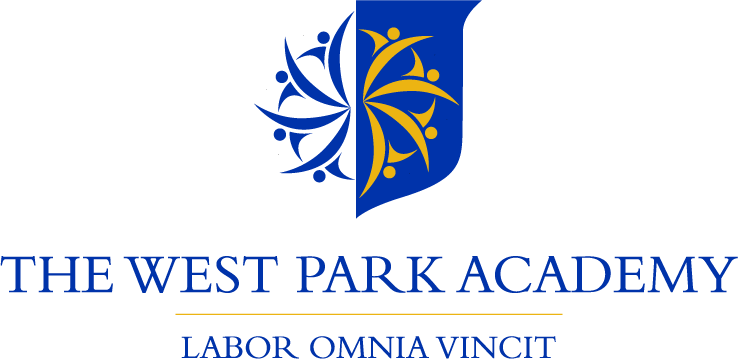 THE WEST PARK ACADEMY
LABOR OMNIA VINCIT